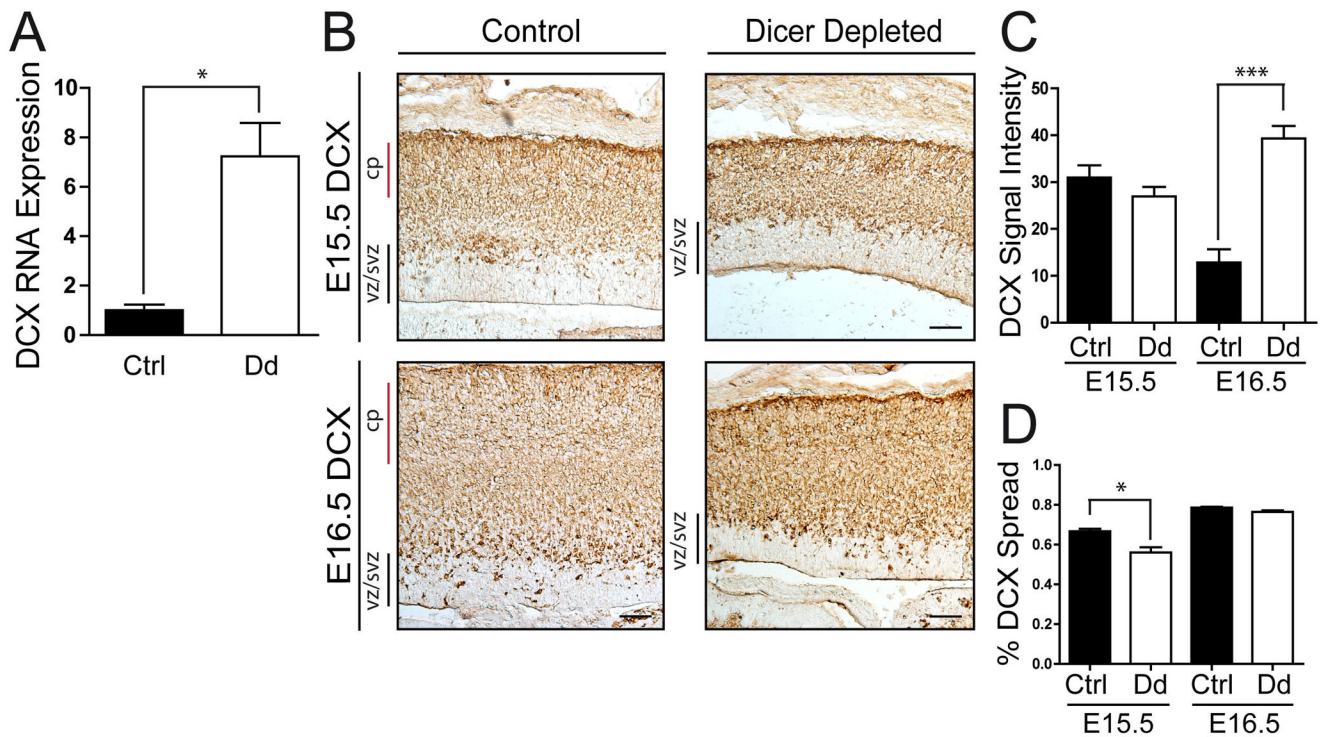 A
DCX RNA Expression
10
8
6
4
2
0
*
Ctrl
Dd
B
Control
Dicer Depleted
E15.5 DCX
cp
vz/svz
vz/svz
E16.5 DCX
cp
vz/svz
vz/svz
C
DCX Signal Intensity
50
40
30
20
10
0
***
Ctrl Dd Ctrl Dd
E15.5 E16.5
D
% DCX Spread
1.0
0.8
0.6
0.4
0.2
0.0
*
Ctrl Dd Ctrl Dd
E15.5 E16.5